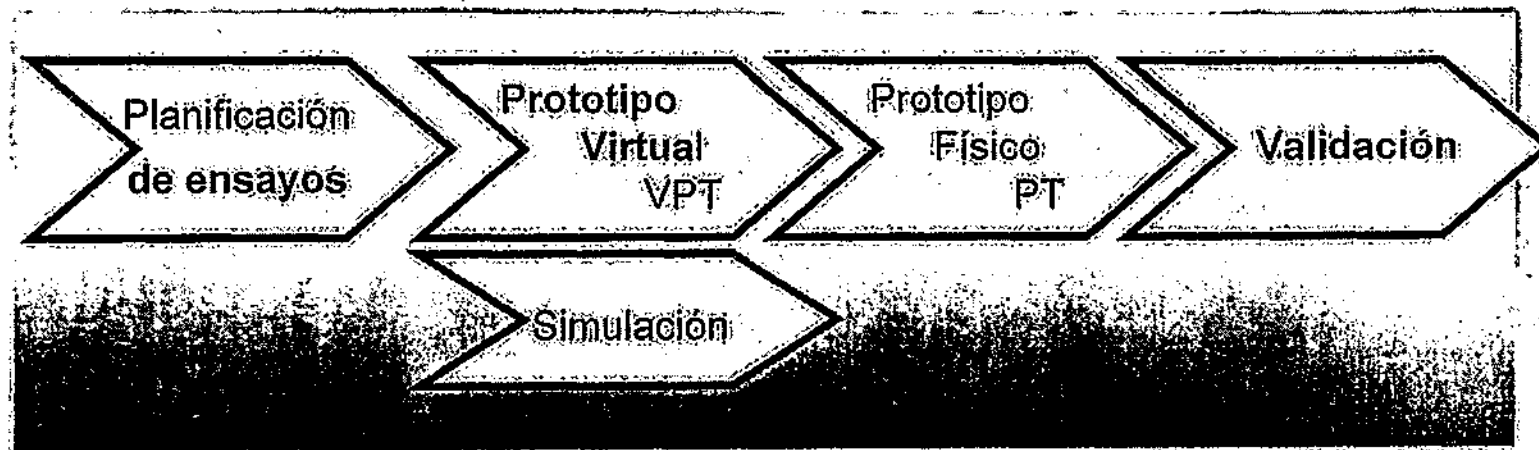 Planificación
de ensayos
Prototipo
Virtual
VPT
Prototipo
Físico
PT
Validación
Simulación